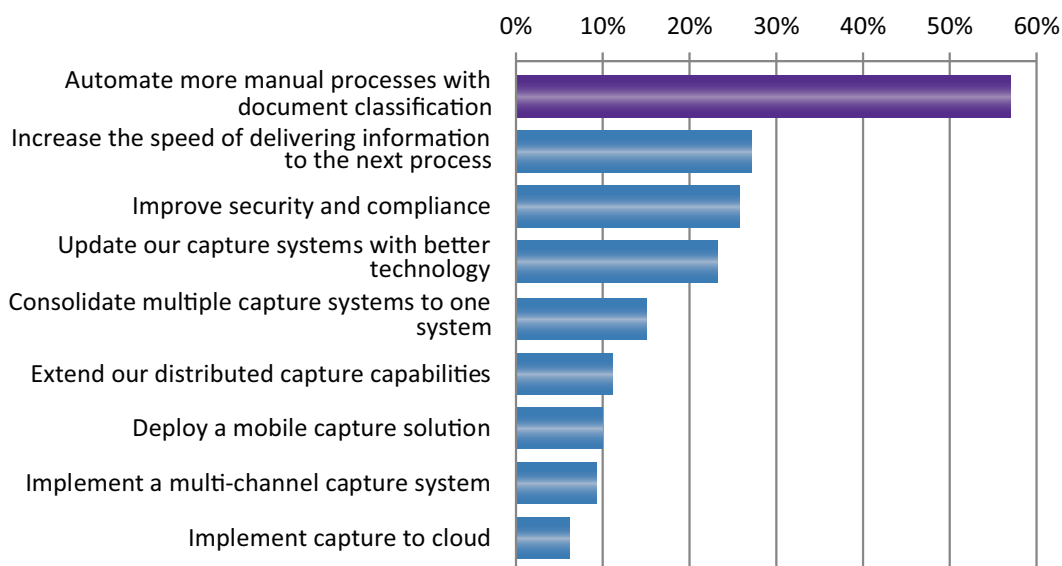 0% 10% 20% 30% 40% 50% 60%
Automate more manual processes with
document classification
Increase the speed of delivering information
to the next process
Improve security and compliance
Update our capture systems with better
technology
Consolidate multiple capture systems to one
system
Extend our distributed capture capabilities
Deploy a mobile capture solution
Implement a multi-channel capture system
Implement capture to cloud